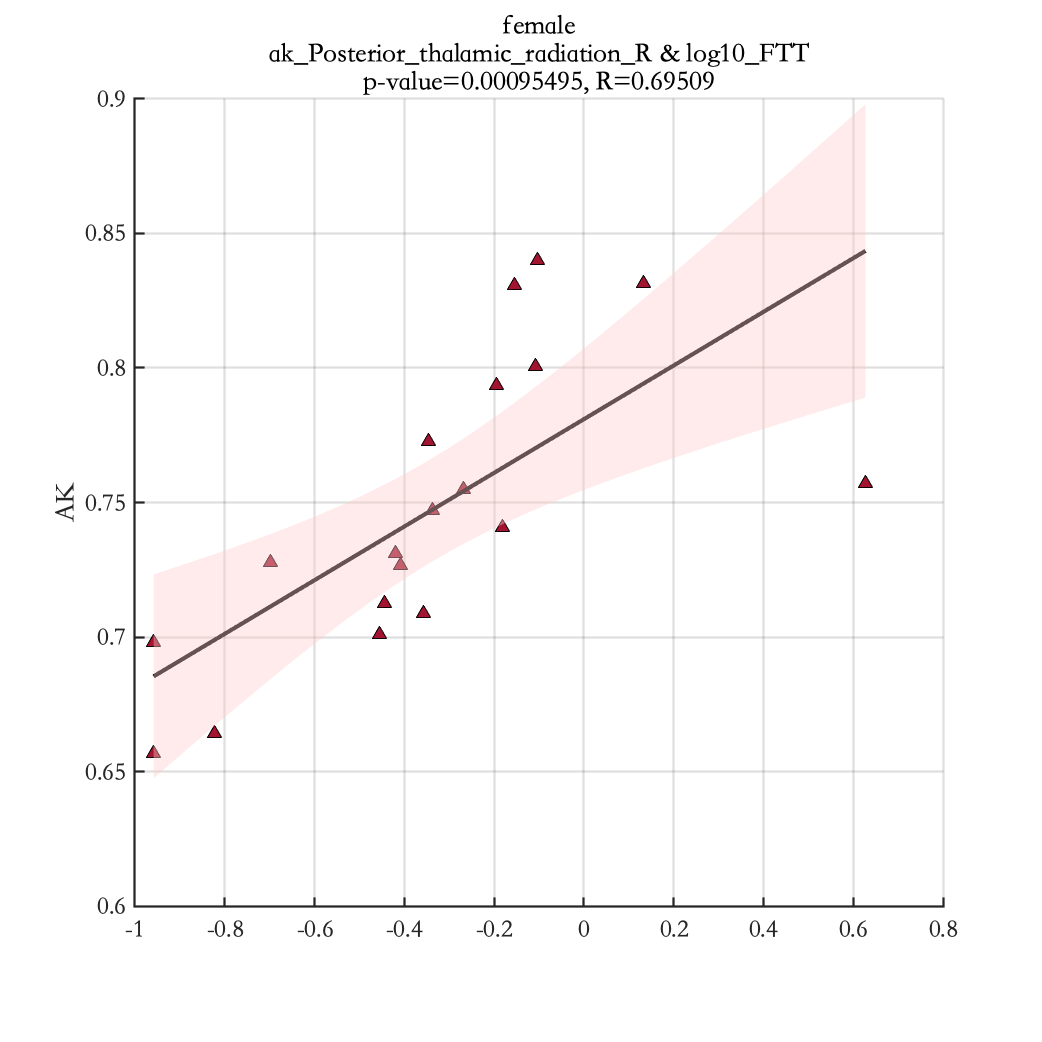 female
ak_Posterior_thalamic_radiation_R & log10_FTT
p-value=0.00095495, R=0.69509
0.9
0.85
0.8
0.75
0.7
0.65
0.6
AK
-1 -0.8 -0.6 -0.4 -0.2 0 0.2 0.4 0.6 0.8